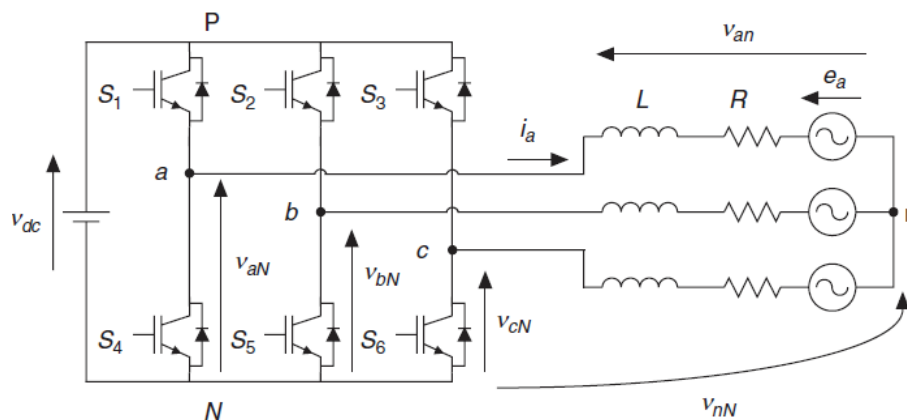 P
v_an
S_1
S_2
S_3
L
R
e_a
i_a
a
v_dc
b
c
v_aN
v_bN
v_cN
S_4
S_5
S_6
N
v_nN